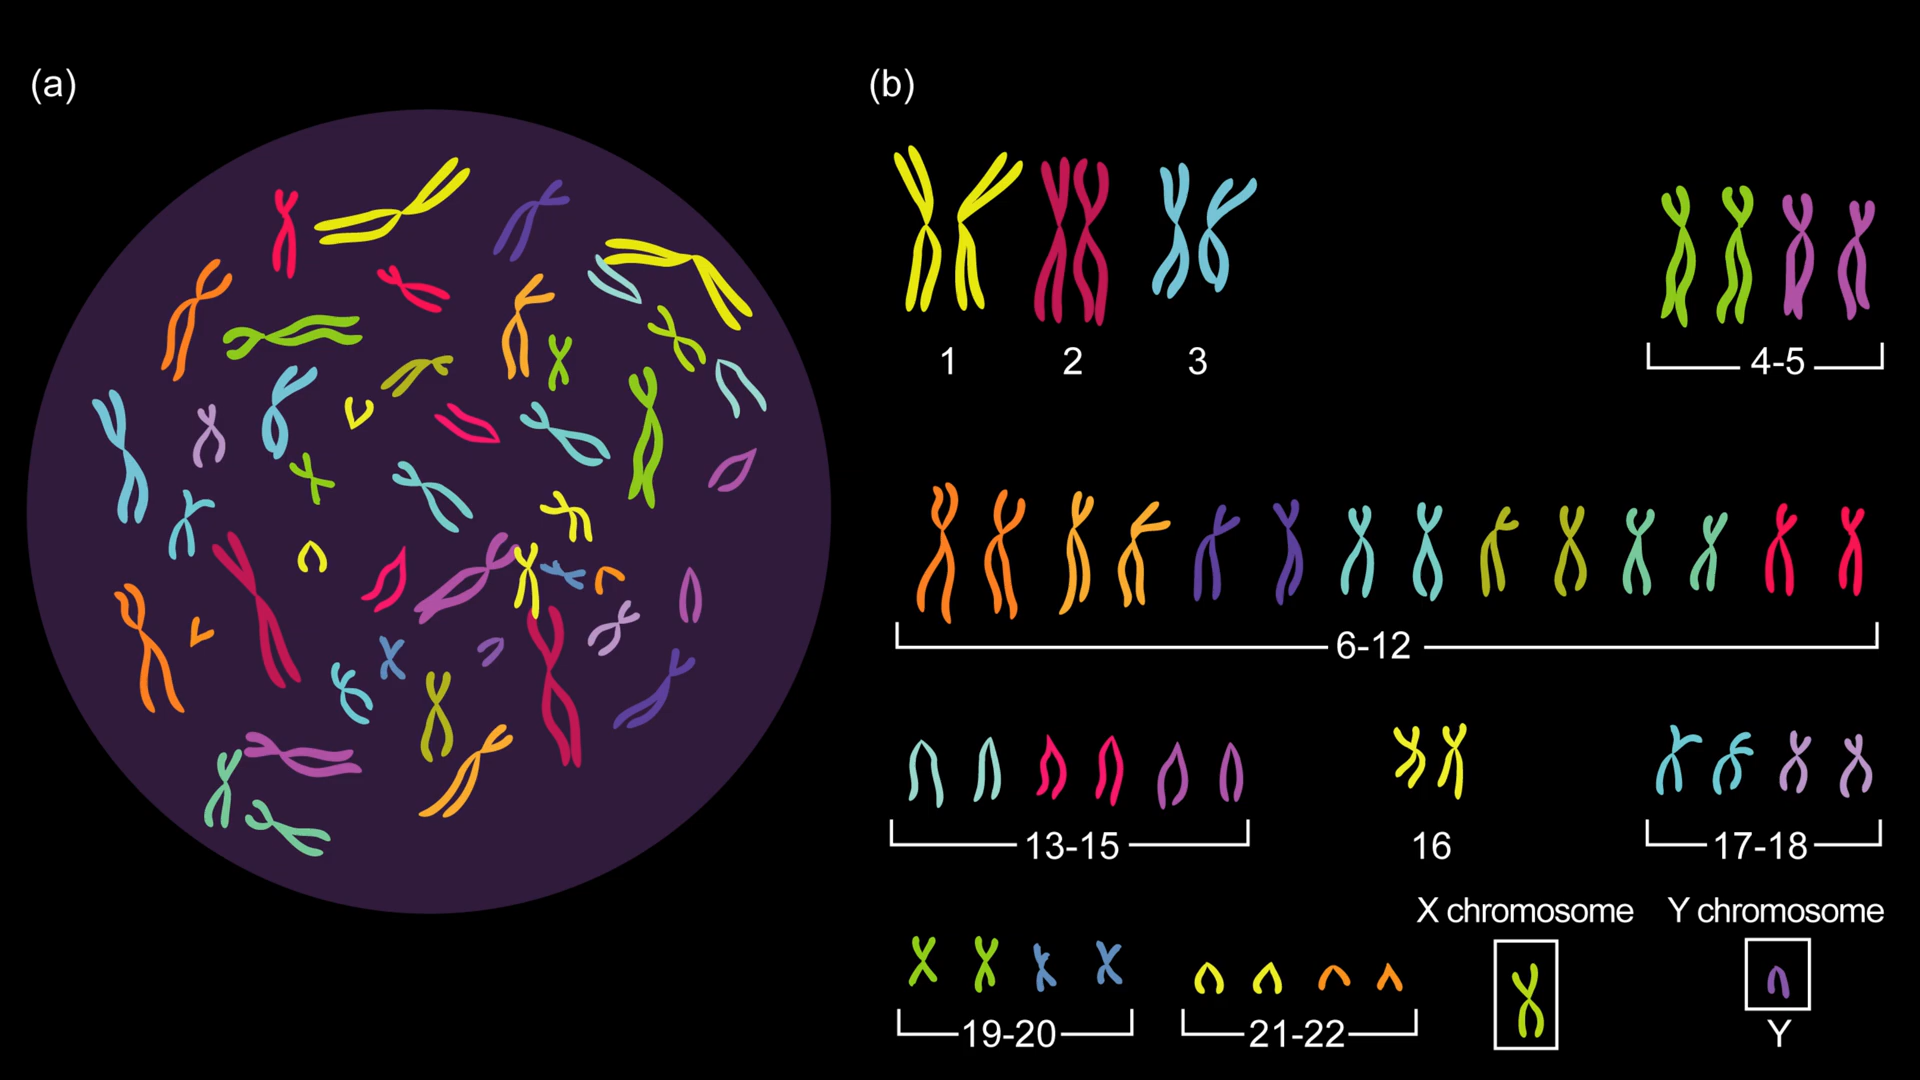 (a)
(b)
1 2 3 4-5
6-12
13-15 16 17-18
X chromosome Y chromosome
19-20 21-22 Y